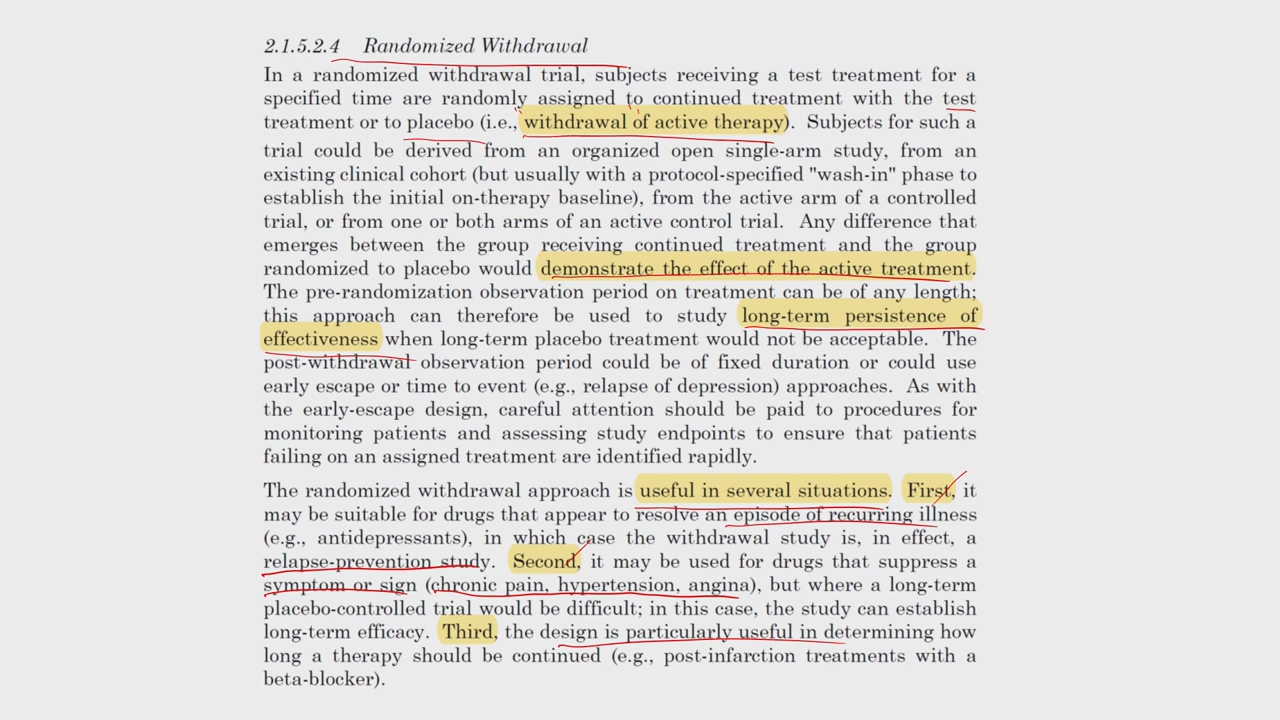 2.1.5.2.4 Randomized Withdrawal
In a randomized withdrawal trial, subjects receiving a test treatment for a
specified time are randomly assigned to continued treatment with the test
treatment or to placebo (i.e., withdrawal of active therapy). Subjects for such a
trial could be derived from an organized open single-arm study, from an
existing clinical cohort (but usually with a protocol-specified "wash-in" phase to
establish the initial on-therapy baseline), from the active arm of a controlled
trial, or from one or both arms of an active control trial. Any difference that
emerges between the group receiving continued treatment and the group
randomized to placebo would demonstrate the effect of the active treatment.
The pre-randomization observation period on treatment can be of any length;
this approach can therefore be used to study long-term persistence of
effectiveness when long-term placebo treatment would not be acceptable. The
post-withdrawal observation period could be of fixed duration or could use
early escape or time to event (e.g., relapse of depression) approaches. As with
the early-escape design, careful attention should be paid to procedures for
monitoring patients and assessing study endpoints to ensure that patients
failing on an assigned treatment are identified rapidly.
The randomized withdrawal approach is useful in several situations. First, it
may be suitable for drugs that appear to resolve an episode of recurring illness
(e.g., antidepressants), in which case the withdrawal study is, in effect, a
relapse-prevention study. Second, it may be used for drugs that suppress a
symptom or sign (chronic pain, hypertension, angina), but where a long-term
placebo-controlled trial would be difficult; in this case, the study can establish
long-term efficacy. Third, the design is particularly useful in determining how
long a therapy should be continued (e.g., post-infarction treatments with a
beta-blocker).